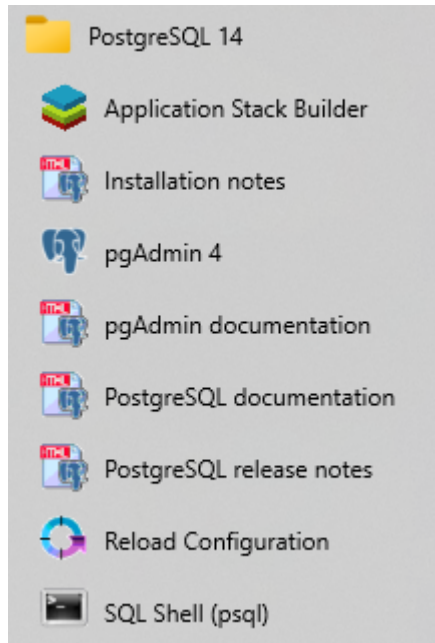 PostgreSQL 14
Application Stack Builder
Installation notes
pgAdmin 4
pgAdmin documentation
PostgreSQL documentation
PostgreSQL release notes
Reload Configuration
SQL Shell (psql)